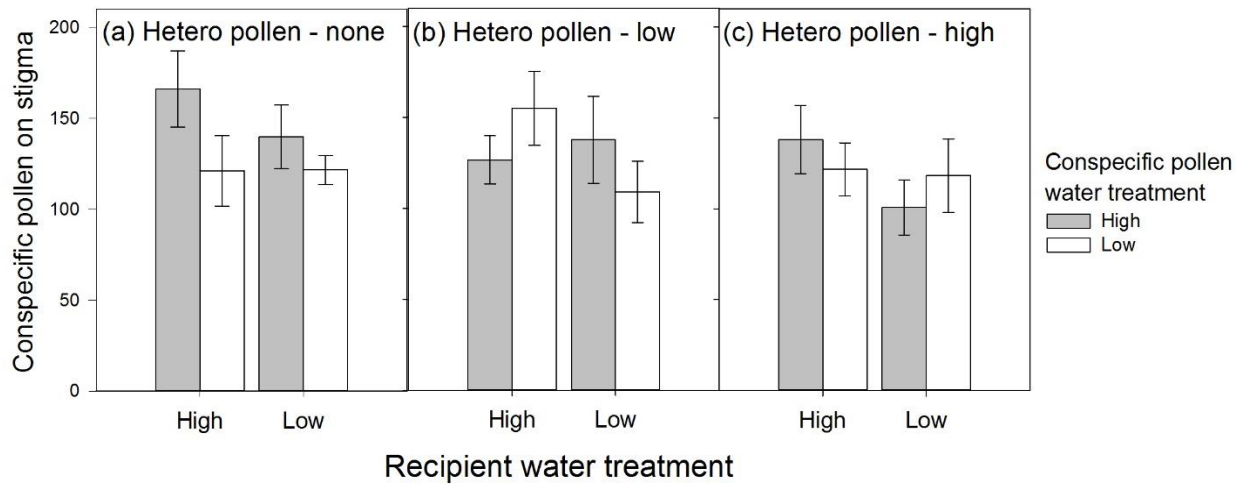 (a) Hetero pollen - none
(b) Hetero pollen - low
(c) Hetero pollen - high
Conspecific pollen on stigma
200
150
100
50
0
High Low
High Low
High Low
Recipient water treatment
Conspecific pollen
water treatment
High
Low